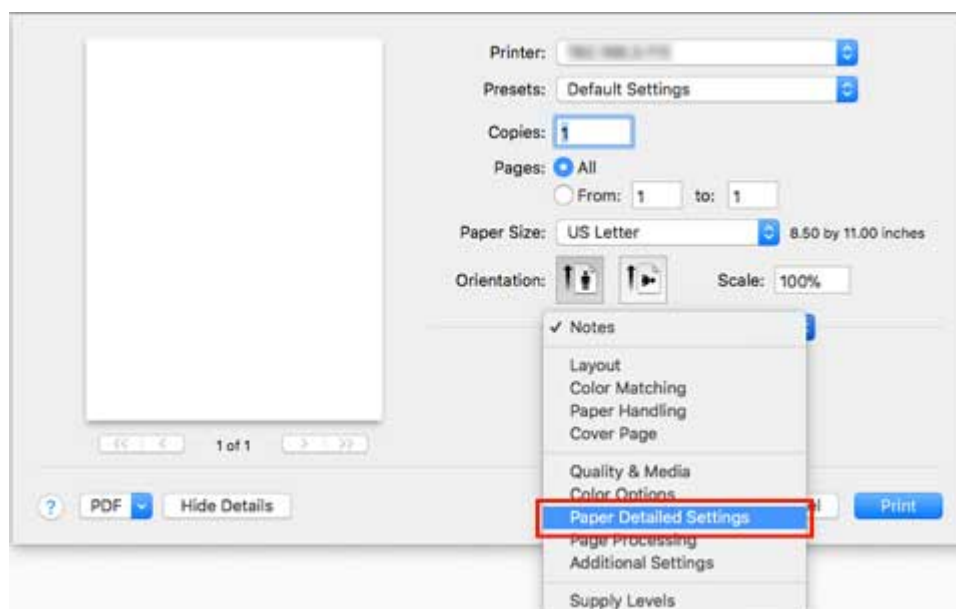 Printer:
Presets: Default Settings
Copies: 1
Pages: All
From: 1 to: 1
Paper Size: US Letter 8.50 by 11.00 inches
Orientation: Scale: 100%
✓ Notes
Layout
Color Matching
Paper Handling
Cover Page
1 of 1
Quality & Media
Color Options
? PDF Hide Details Print
Paper Detailed Settings
Page Processing
Additional Settings
Supply Levels